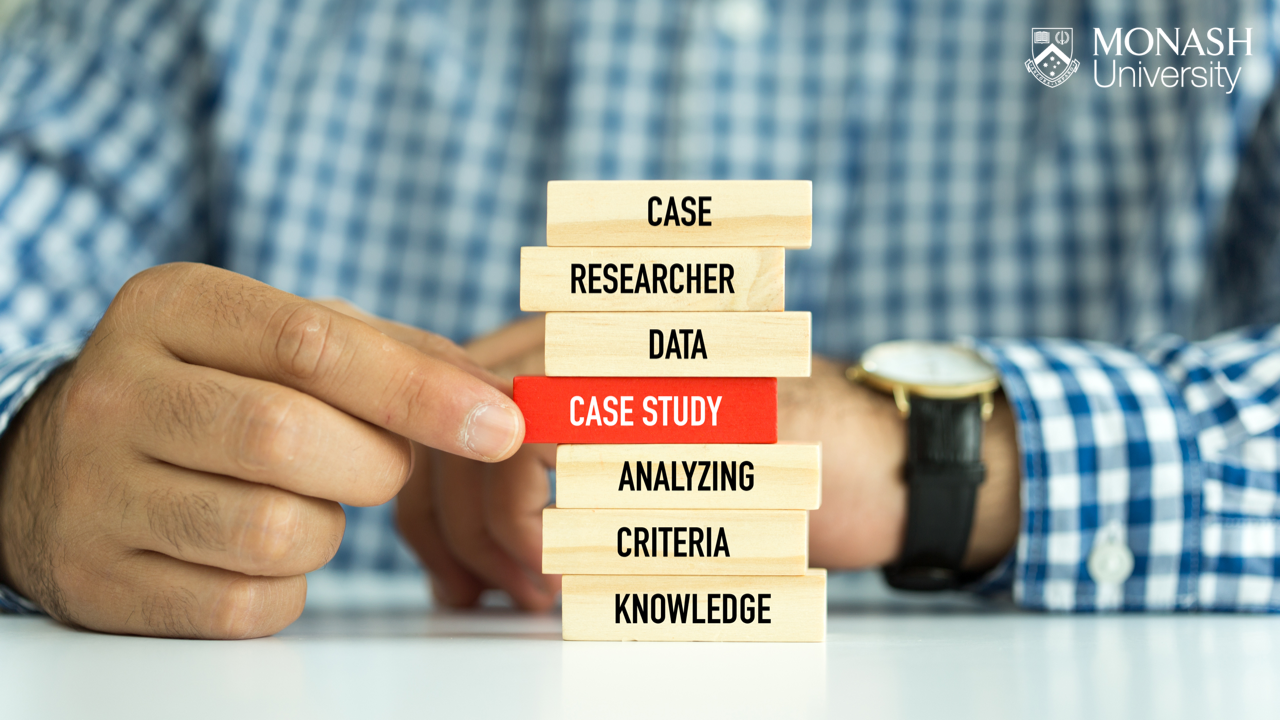 MONASH
University
CASE
RESEARCHER
DATA
CASE STUDY
ANALYZING
CRITERIA
KNOWLEDGE